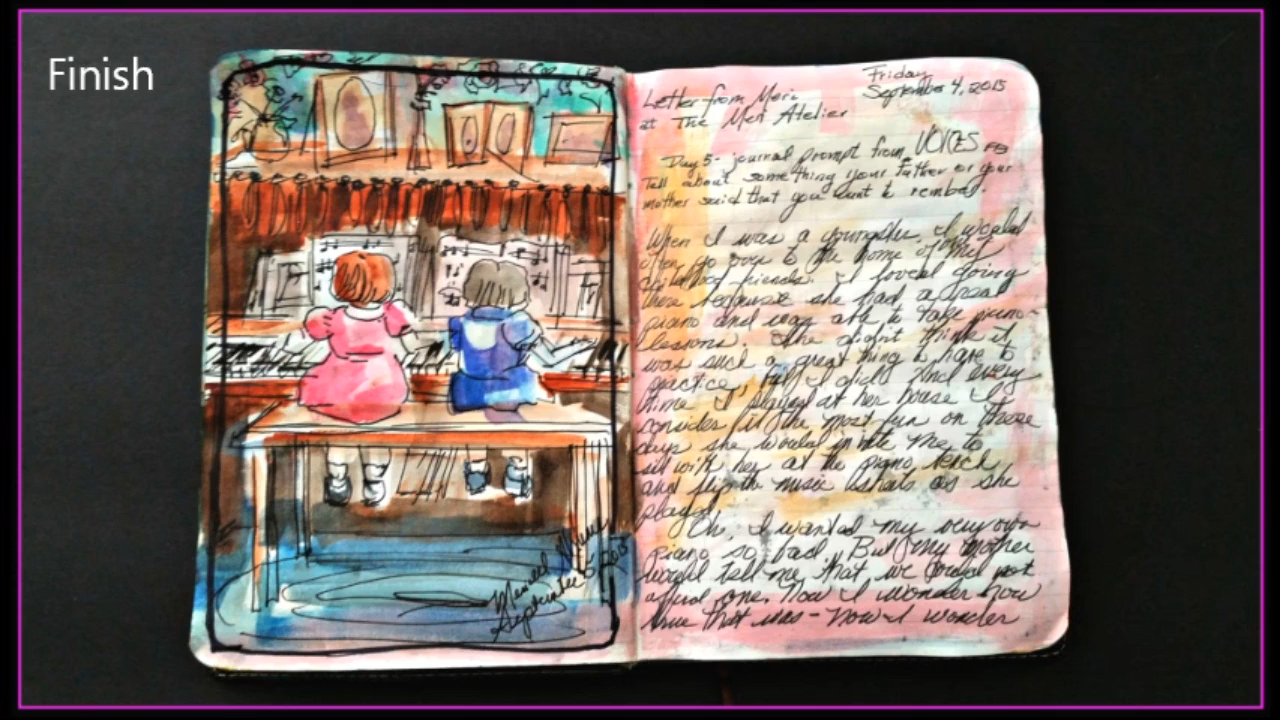 Finish
Friday
September 4, 2015
Letter from Meri
at The Meri Atelier
Day 5- journal prompt from VOICES FB
Tell about something your father or your
mother said that you want to
When I was a youngster, I would
often go over to the home of my
childhood friends. I loved going
there because she had a
piano and was able to take piano-
lessons. She didn't think it
was such a great thing to have to
practice, but I did. And every
time I played at her house I
consider it the most fun on those
days she would invite me to
sit with her at the piano bench
and flip the music sheets as she
played.
Oh, I wanted my very own
piano so bad. But my mother
would tell me that we could not
afford one. Now I wonder how
true that was - Now I wonder
September 5 2015